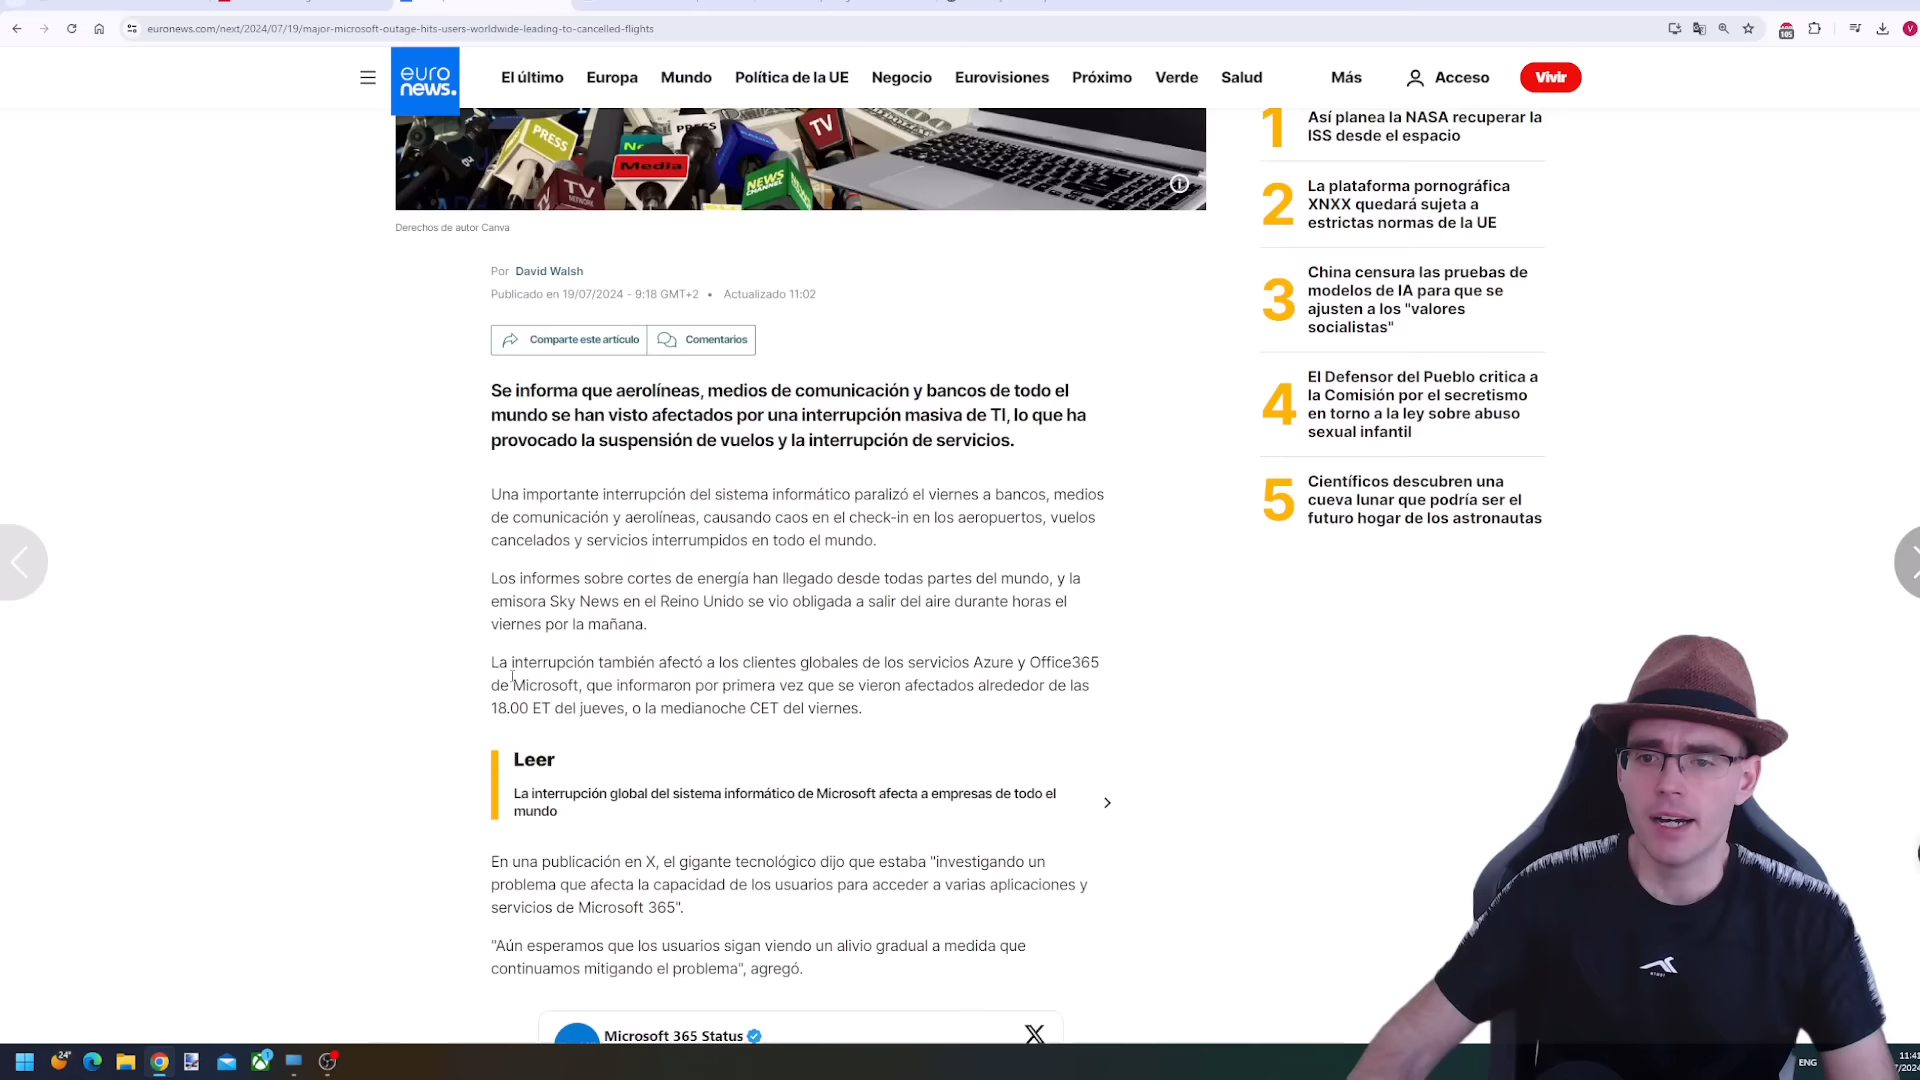 euronews.com/next/2024/07/19/major-microsoft-outage-hits-users-worldwide-leading-to-cancelled-flights
105
V
euro
news.
El último
Europa
Mundo
Política de la UE
Negocio
Eurovisiones
Próximo
Verde
Salud
Más
Acceso
Vivir
PRESS
PRESS
TV
Media
NEWS
CHANNEL
TV
NETWORK
Derechos de autor Canva
Por David Walsh
Publicado en 19/07/2024 - 9:18 GMT+2 • Actualizado 11:02
Comparte este artículo
Comentarios
Se informa que aerolíneas, medios de comunicación y bancos de todo el
mundo se han visto afectados por una interrupción masiva de TI, lo que ha
provocado la suspensión de vuelos y la interrupción de servicios.
Una importante interrupción del sistema informático paralizó el viernes a bancos, medios
de comunicación y aerolíneas, causando caos en el check-in en los aeropuertos, vuelos
cancelados y servicios interrumpidos en todo el mundo.
Los informes sobre cortes de energía han llegado desde todas partes del mundo, y la
emisora Sky News en el Reino Unido se vio obligada a salir del aire durante horas el
viernes por la mañana.
La interrupción también afectó a los clientes globales de los servicios Azure y Office365
de Microsoft, que informaron por primera vez que se vieron afectados alrededor de las
18.00 ET del jueves, o la medianoche CET del viernes.
Leer
La interrupción global del sistema informático de Microsoft afecta a empresas de todo el
mundo
En una publicación en X, el gigante tecnológico dijo que estaba "investigando un
problema que afecta la capacidad de los usuarios para acceder a varias aplicaciones y
servicios de Microsoft 365".
"Aún esperamos que los usuarios sigan viendo un alivio gradual a medida que
continuamos mitigando el problema", agregó.
Microsoft 365 Status
1
Así planea la NASA recuperar la
ISS desde el espacio
2
La plataforma pornográfica
XNXX quedará sujeta a
estrictas normas de la UE
3
China censura las pruebas de
modelos de IA para que se
ajusten a los "valores
socialistas"
4
El Defensor del Pueblo critica a
la Comisión por el secretismo
en torno a la ley sobre abuso
sexual infantil
5
Científicos descubren una
cueva lunar que podría ser el
futuro hogar de los astronautas
24°
ENG
11:41